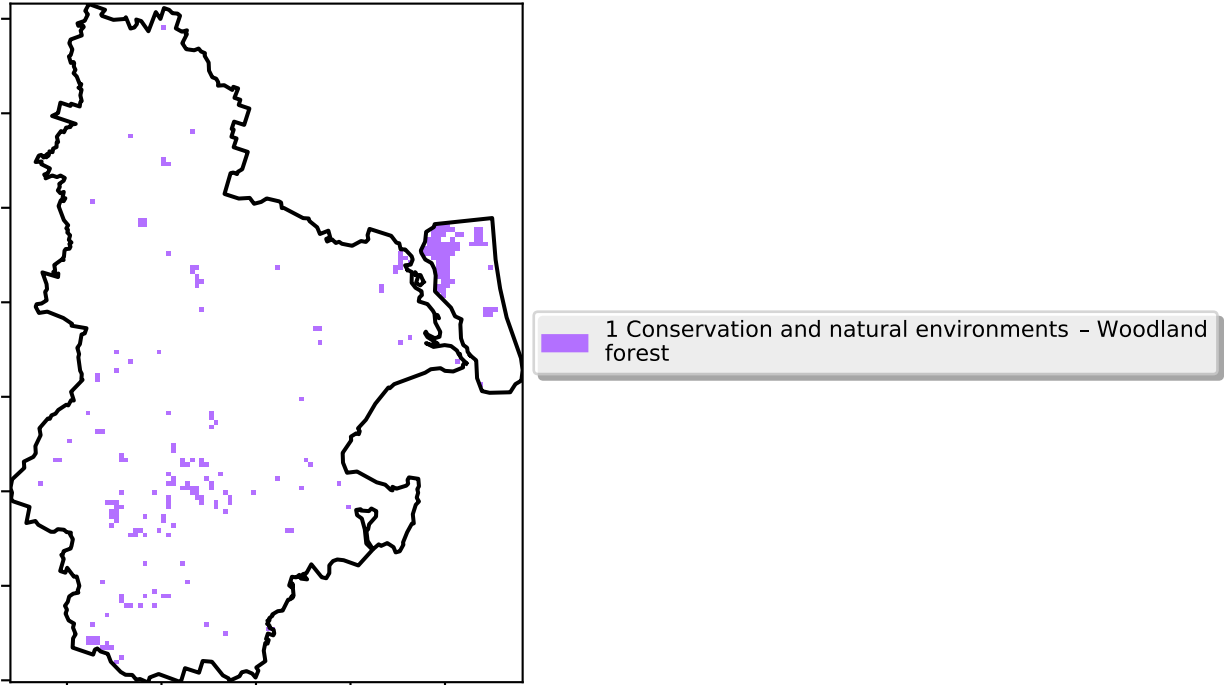 1 Conservation and natural environments – Woodland
forest